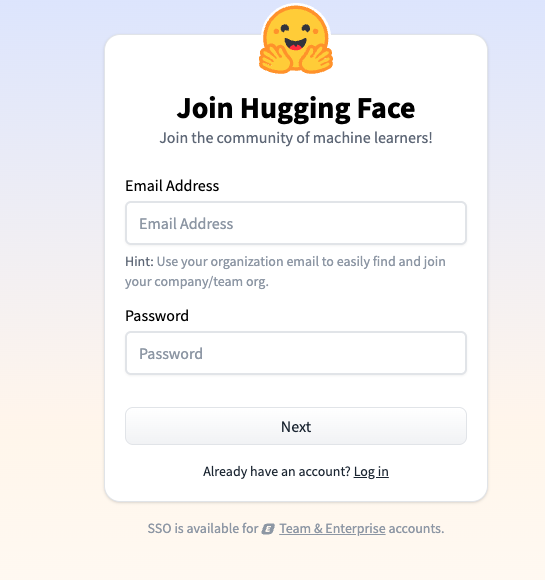 Join Hugging Face
Join the community of machine learners!
Email Address
Email Address
Hint: Use your organization email to easily find and join
your company/team org.
Password
Password
Next
Already have an account? Log in
SSO is available for E Team & Enterprise accounts.